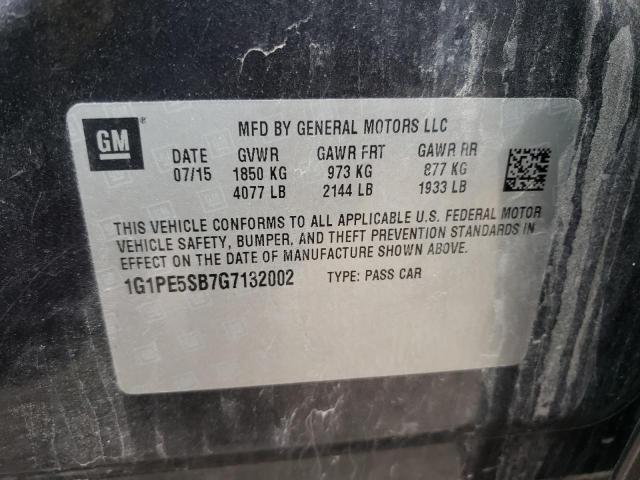 GM ®
MFD BY GENERAL MOTORS LLC
DATE GVWR GAWR FRT GAWR RR
07/15 1850 KG 973 KG 877 KG
4077 LB 2144 LB 1933 LB
THIS VEHICLE CONFORMS TO ALL APPLICABLE U.S. FEDERAL MOTOR
VEHICLE SAFETY, BUMPER, AND THEFT PREVENTION STANDARDS IN
EFFECT ON THE DATE OF MANUFACTURE SHOWN ABOVE.
1G1PE5SB7G7132002 TYPE: PASS CAR